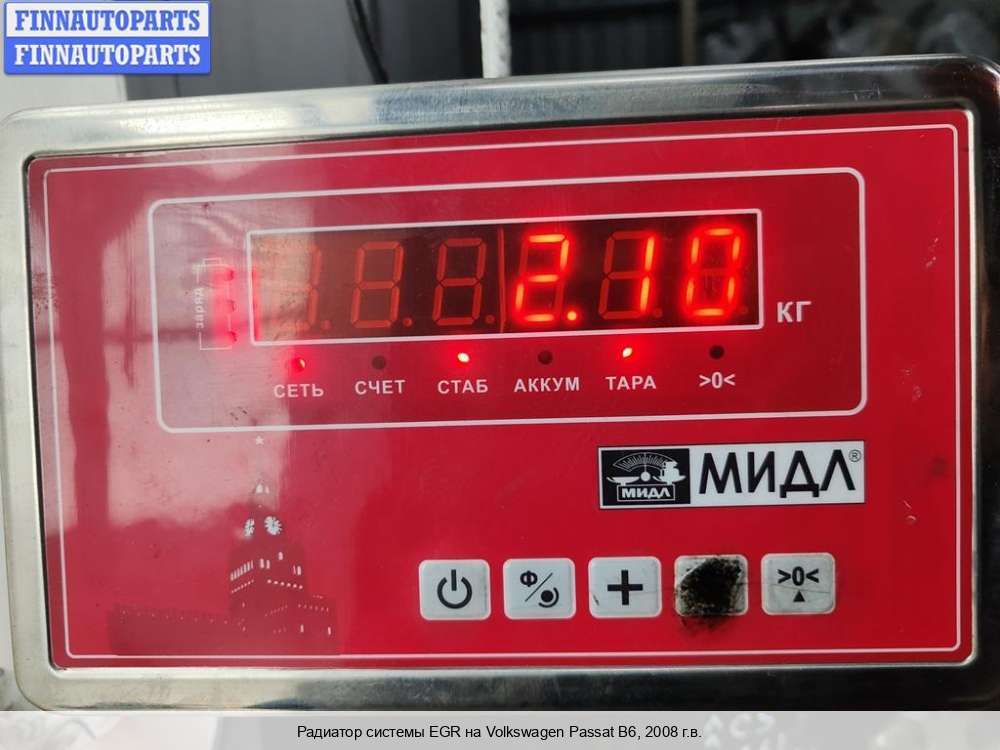 FINNAUTOPARTS
FINNAUTOPARTS
2.10
КГ
заряд
СЕТЬ СЧЕТ СТАБ АККУМ ТАРА >0<
МИДЛ МИДЛ®
Ф
+
>0<
Радиатор системы EGR на Volkswagen Passat B6, 2008 г.в.